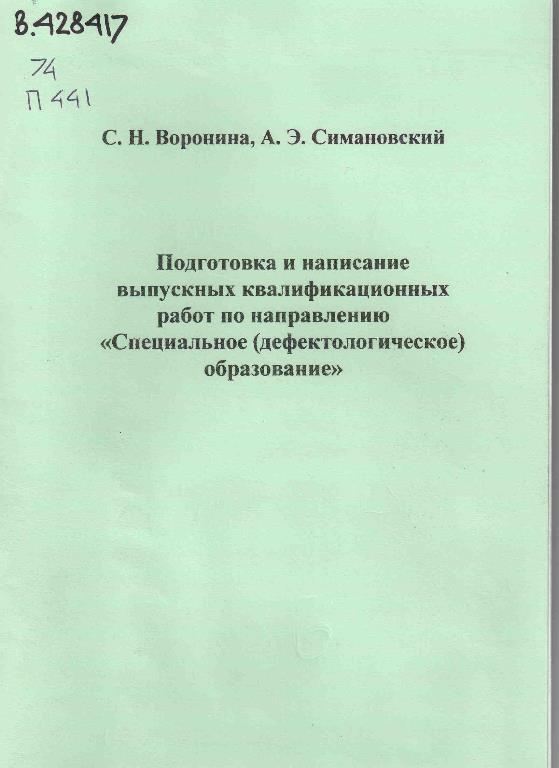 В.428417
74
П 441
С. Н. Воронина, А. Э. Симановский
Подготовка и написание
выпускных квалификационных
работ по направлению
«Специальное (дефектологическое)
образование»